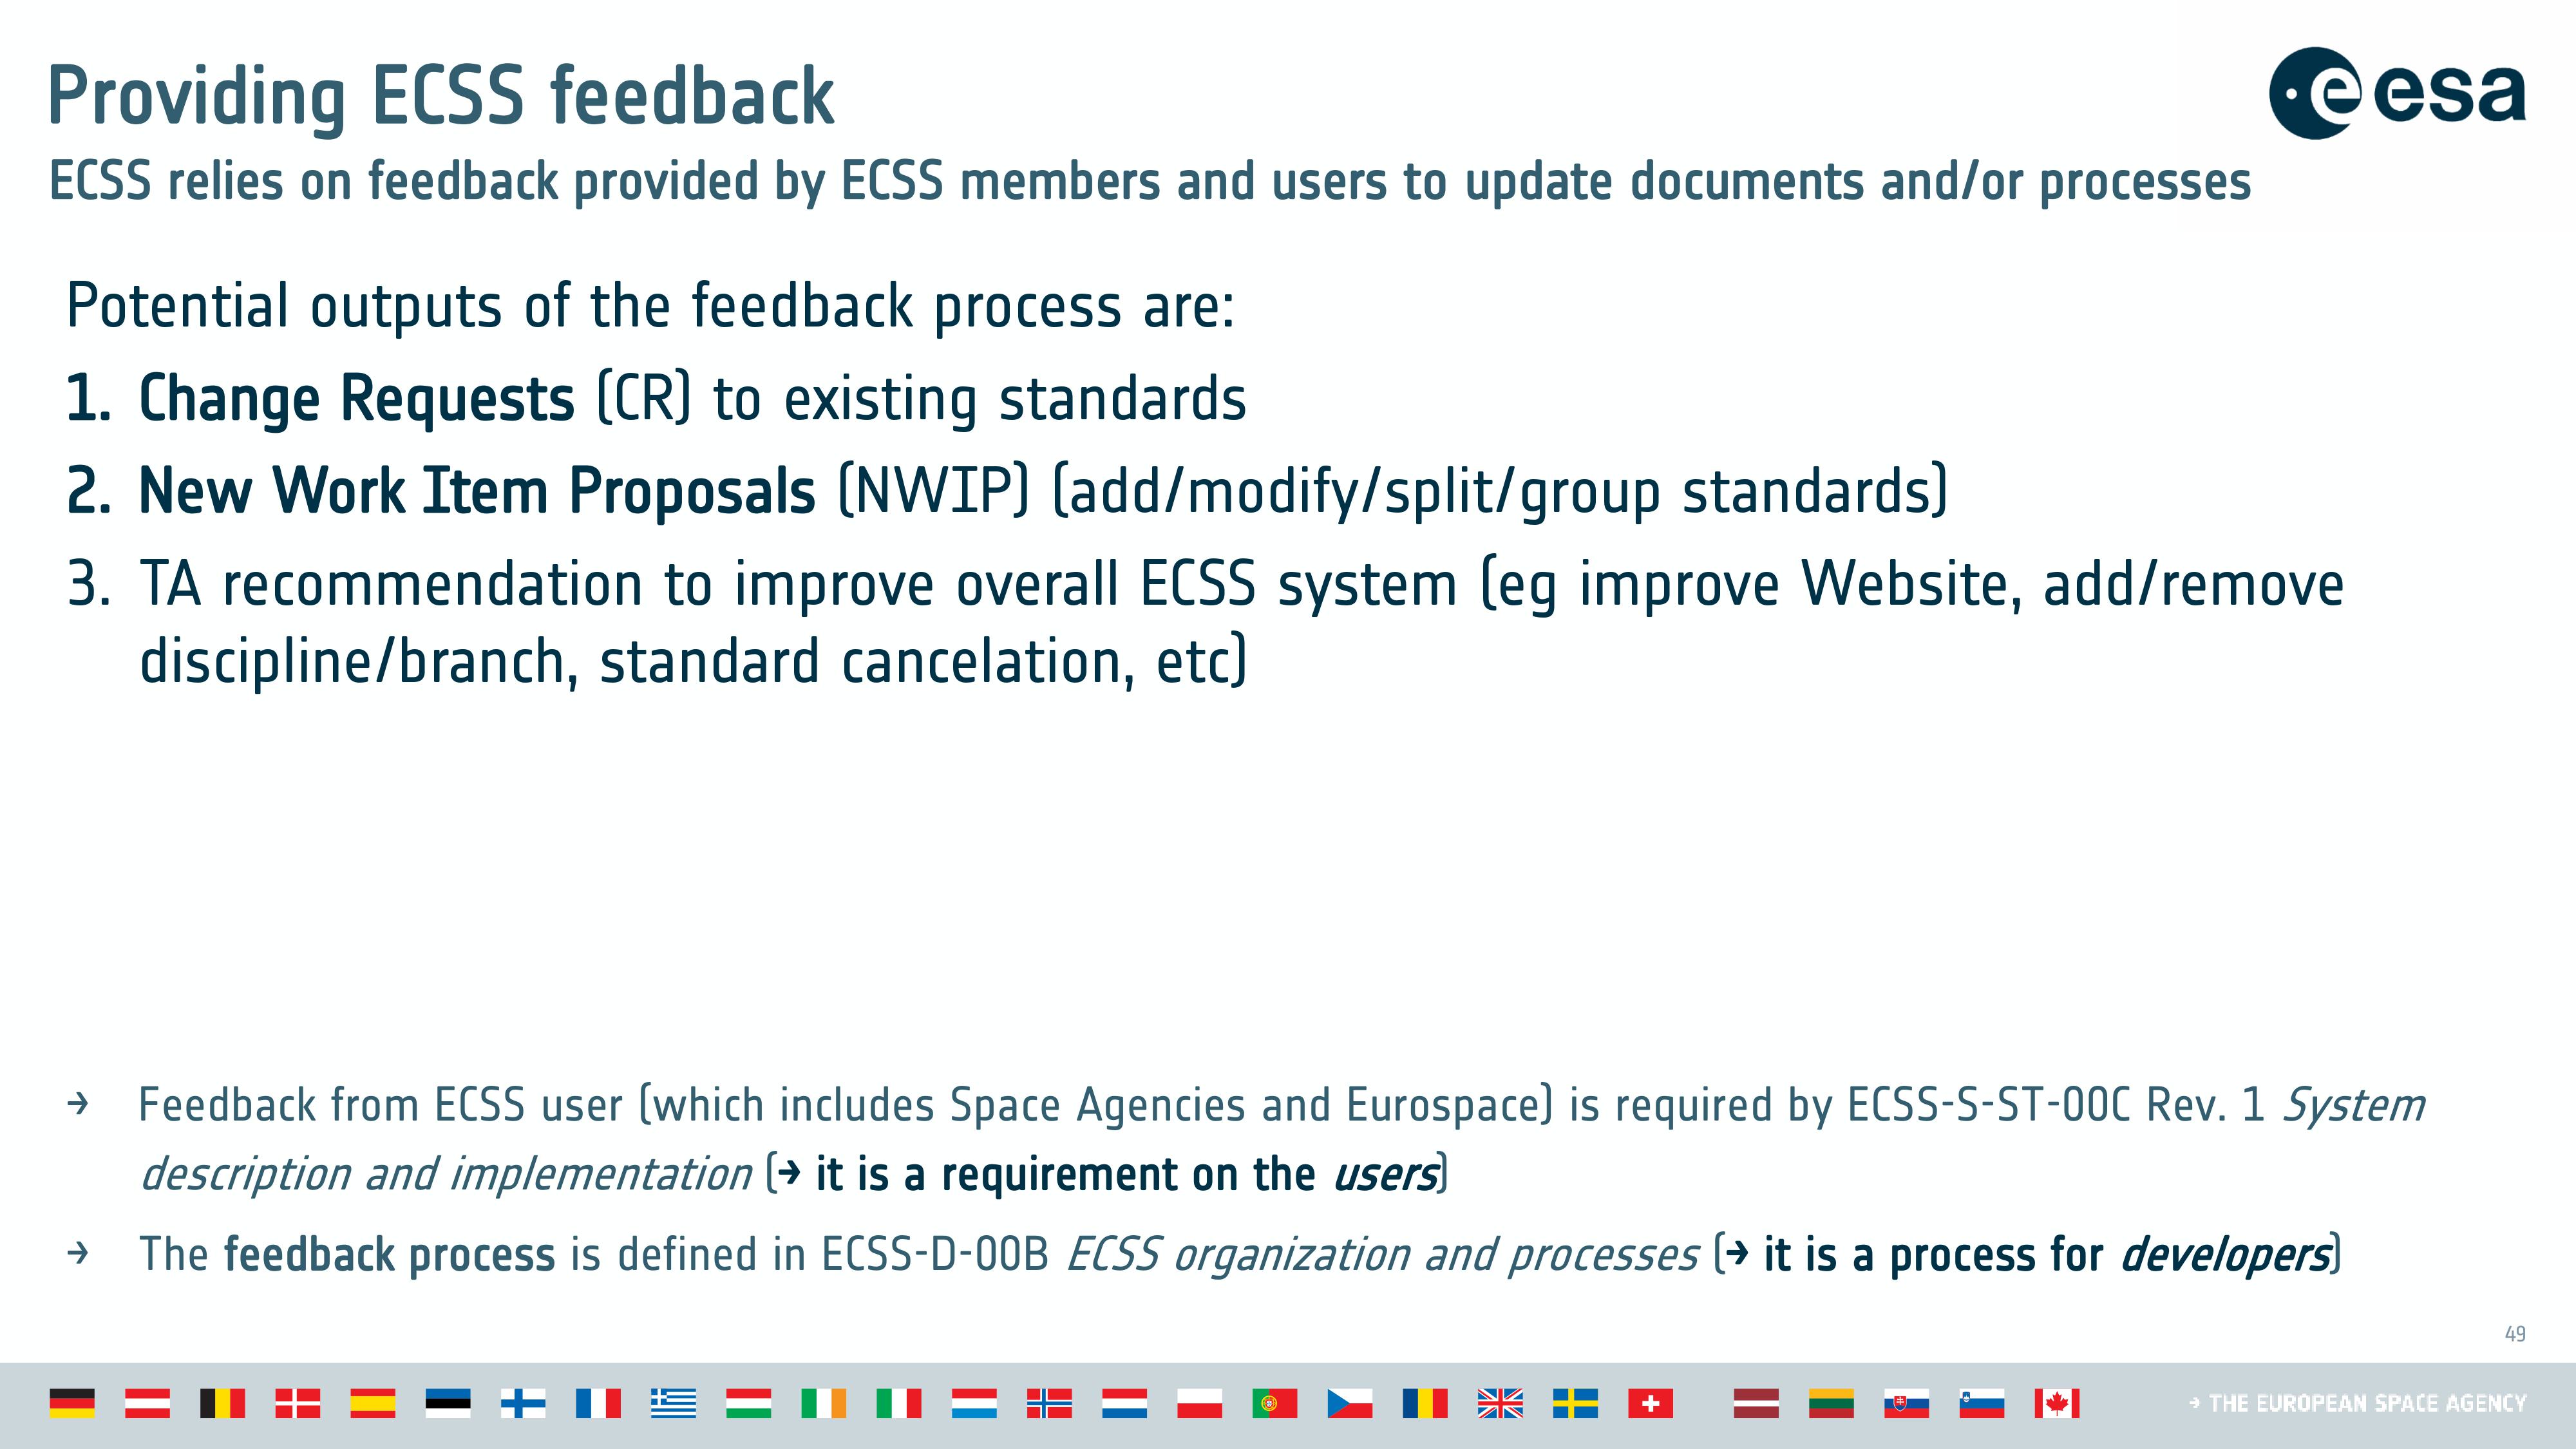 Providing ECSS feedback
esa
ECSS relies on feedback provided by ECSS members and users to update documents and/or processes
Potential outputs of the feedback process are:
1. Change Requests (CR) to existing standards
2. New Work Item Proposals (NWIP) (add/modify/split/group standards)
3. TA recommendation to improve overall ECSS system (eg improve Website, add/remove
discipline/branch, standard cancelation, etc)
→ Feedback from ECSS user (which includes Space Agencies and Eurospace) is required by ECSS-S-ST-00C Rev. 1 System
description and implementation (→ it is a requirement on the users)
→ The feedback process is defined in ECSS-D-00B ECSS organization and processes (→ it is a process for developers)
49
→ THE EUROPEAN SPACE AGENCY